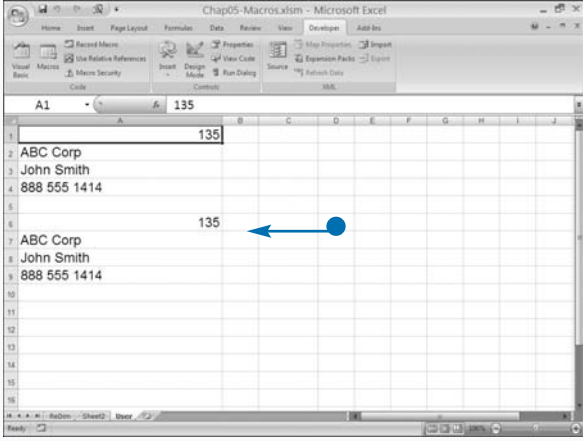 Chap05-Macros.xlsm - Microsoft Excel
Home Insert Page Layout Formulas Data Review View Developer Add-Ins
Visual Basic
Macros
Record Macro
Use Relative References
Macro Security
Code
Insert
Design Mode
Properties
View Code
Run Dialog
Controls
Source
Map Properties
Expansion Packs
Refresh Data
Import
Export
XML
A1 fx 135
A B C D E F G H I J
1 135
2 ABC Corp
3 John Smith
4 888 555 1414
5
6 135
7 ABC Corp
8 John Smith
9 888 555 1414
10
11
12
13
14
15
16
ReDim Sheet2 User
Ready 100%